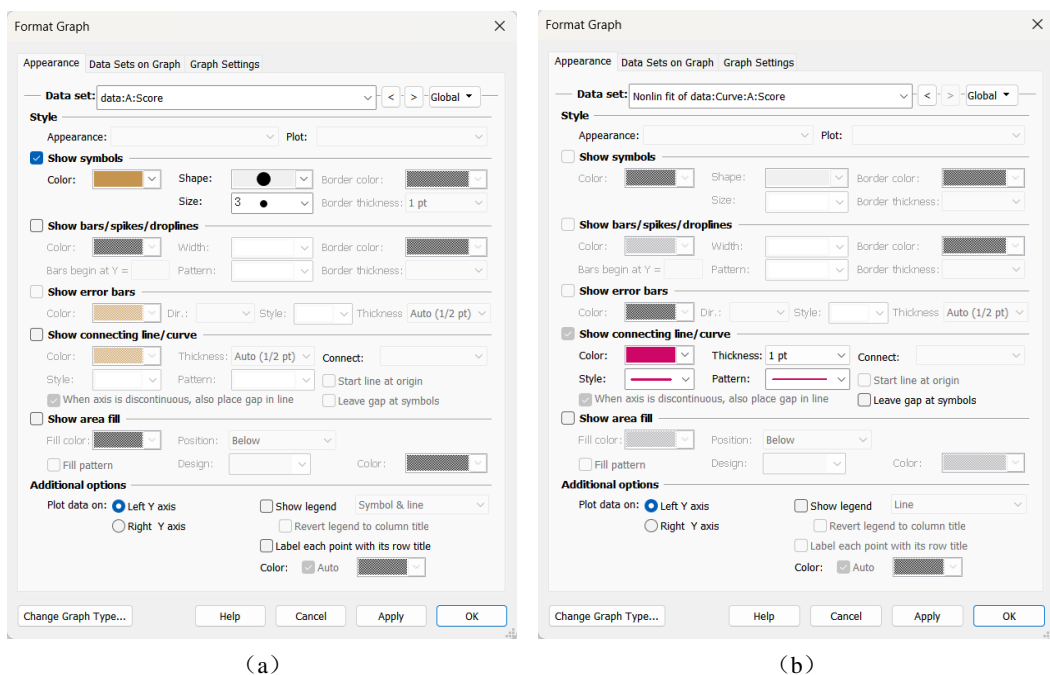 Format Graph
Appearance Data Sets on Graph Graph Settings
Data set: data:A:Score < > Global
Style
Appearance: Plot:
Show symbols
Color: Shape: Border color:
Size: 3 Border thickness: 1 pt
Show bars/spikes/droplines
Color: Width: Border color:
Bars begin at Y = Pattern: Border thickness:
Show error bars
Color: Dir.: Style: Thickness Auto (1/2 pt)
Show connecting line/curve
Color: Thickness: Auto (1/2 pt) Connect:
Style: Pattern: Start line at origin
When axis is discontinuous, also place gap in line Leave gap at symbols
Show area fill
Fill color: Position: Below
Fill pattern Design: Color:
Additional options
Plot data on: Left Y axis Show legend Symbol & line
Right Y axis Revert legend to column title
Label each point with its row title
Color: Auto
Change Graph Type... Help Cancel Apply OK
(a)
Format Graph
Appearance Data Sets on Graph Graph Settings
Data set: Nonlin fit of data:Curve:A:Score < > Global
Style
Appearance: Plot:
Show symbols
Color: Shape: Border color:
Size: Border thickness:
Show bars/spikes/droplines
Color: Width: Border color:
Bars begin at Y = Pattern: Border thickness:
Show error bars
Color: Dir.: Style: Thickness Auto (1/2 pt)
Show connecting line/curve
Color: Thickness: 1 pt Connect:
Style: Pattern: Start line at origin
When axis is discontinuous, also place gap in line Leave gap at symbols
Show area fill
Fill color: Position: Below
Fill pattern Design: Color:
Additional options
Plot data on: Left Y axis Show legend Line
Right Y axis Revert legend to column title
Label each point with its row title
Color: Auto
Change Graph Type... Help Cancel Apply OK
(b)